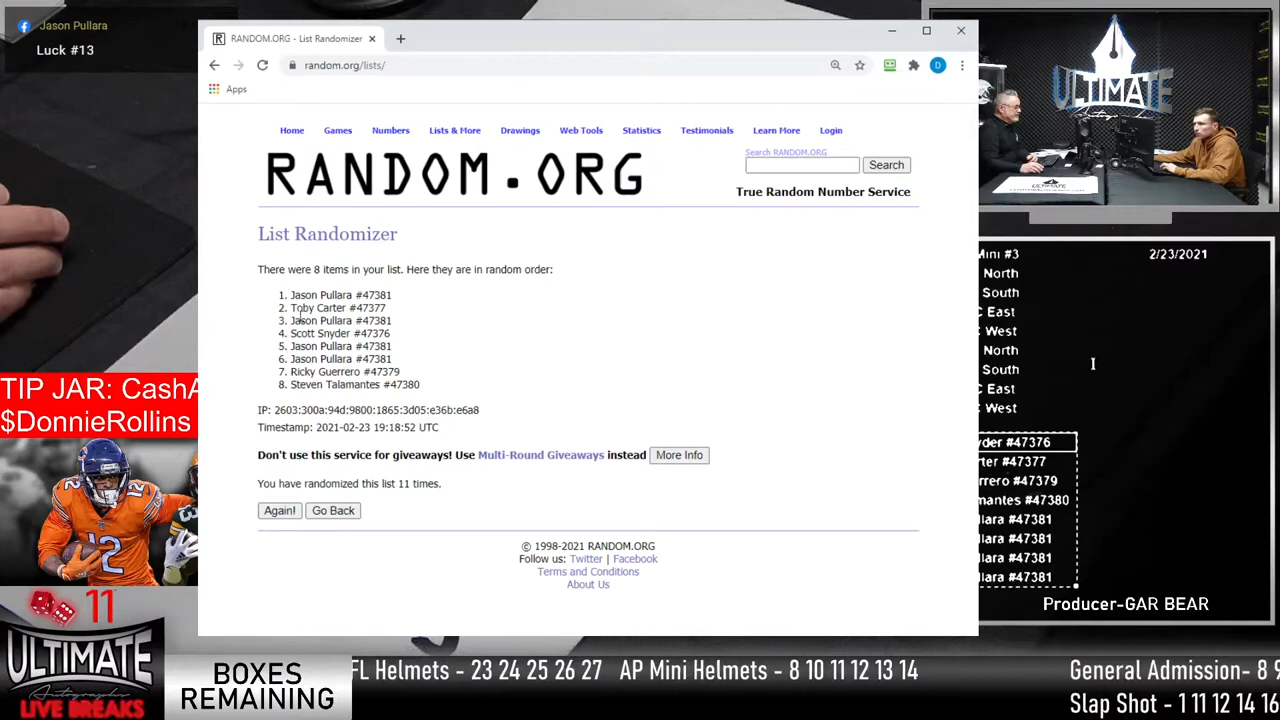 Jason Pullara
Luck #13
RANDOM.ORG - List Randomizer
random.org/lists/
D
Apps
Home Games Numbers Lists & More Drawings Web Tools Statistics Testimonials Learn More Login
RANDOM.ORG
Search RANDOM.ORG
Search
True Random Number Service
List Randomizer
There were 8 items in your list. Here they are in random order:
1. Jason Pullara #47381
2. Toby Carter #47377
3. Jason Pullara #47381
4. Scott Snyder #47376
5. Jason Pullara #47381
6. Jason Pullara #47381
7. Ricky Guerrero #47379
8. Steven Talamantes #47380
IP: 2603:300a:94d:9800:1865:3d05:e36b:e6a8
Timestamp: 2021-02-23 19:18:52 UTC
Don't use this service for giveaways! Use Multi-Round Giveaways instead More Info
You have randomized this list 11 times.
Again! Go Back
© 1998-2021 RANDOM.ORG
Follow us: Twitter | Facebook
Terms and Conditions
About Us
ULTIMATE
Autographs
ULTIMATE
Mini #3 2/23/2021
North
South
C East
C West
North
South
C East
C West
yder #47376
rter #47377
rrero #47379
mantes #47380
llara #47381
llara #47381
llara #47381
llara #47381
Producer-GAR BEAR
TIP JAR: CashA
$DonnieRollins
12
12
11
ULTIMATE
Autographs
LIVE BREAKS
BOXES
REMAINING
FL Helmets - 23 24 25 26 27 AP Mini Helmets - 8 10 11 12 13 14
General Admission- 8 9
Slap Shot - 1 11 12 14 16